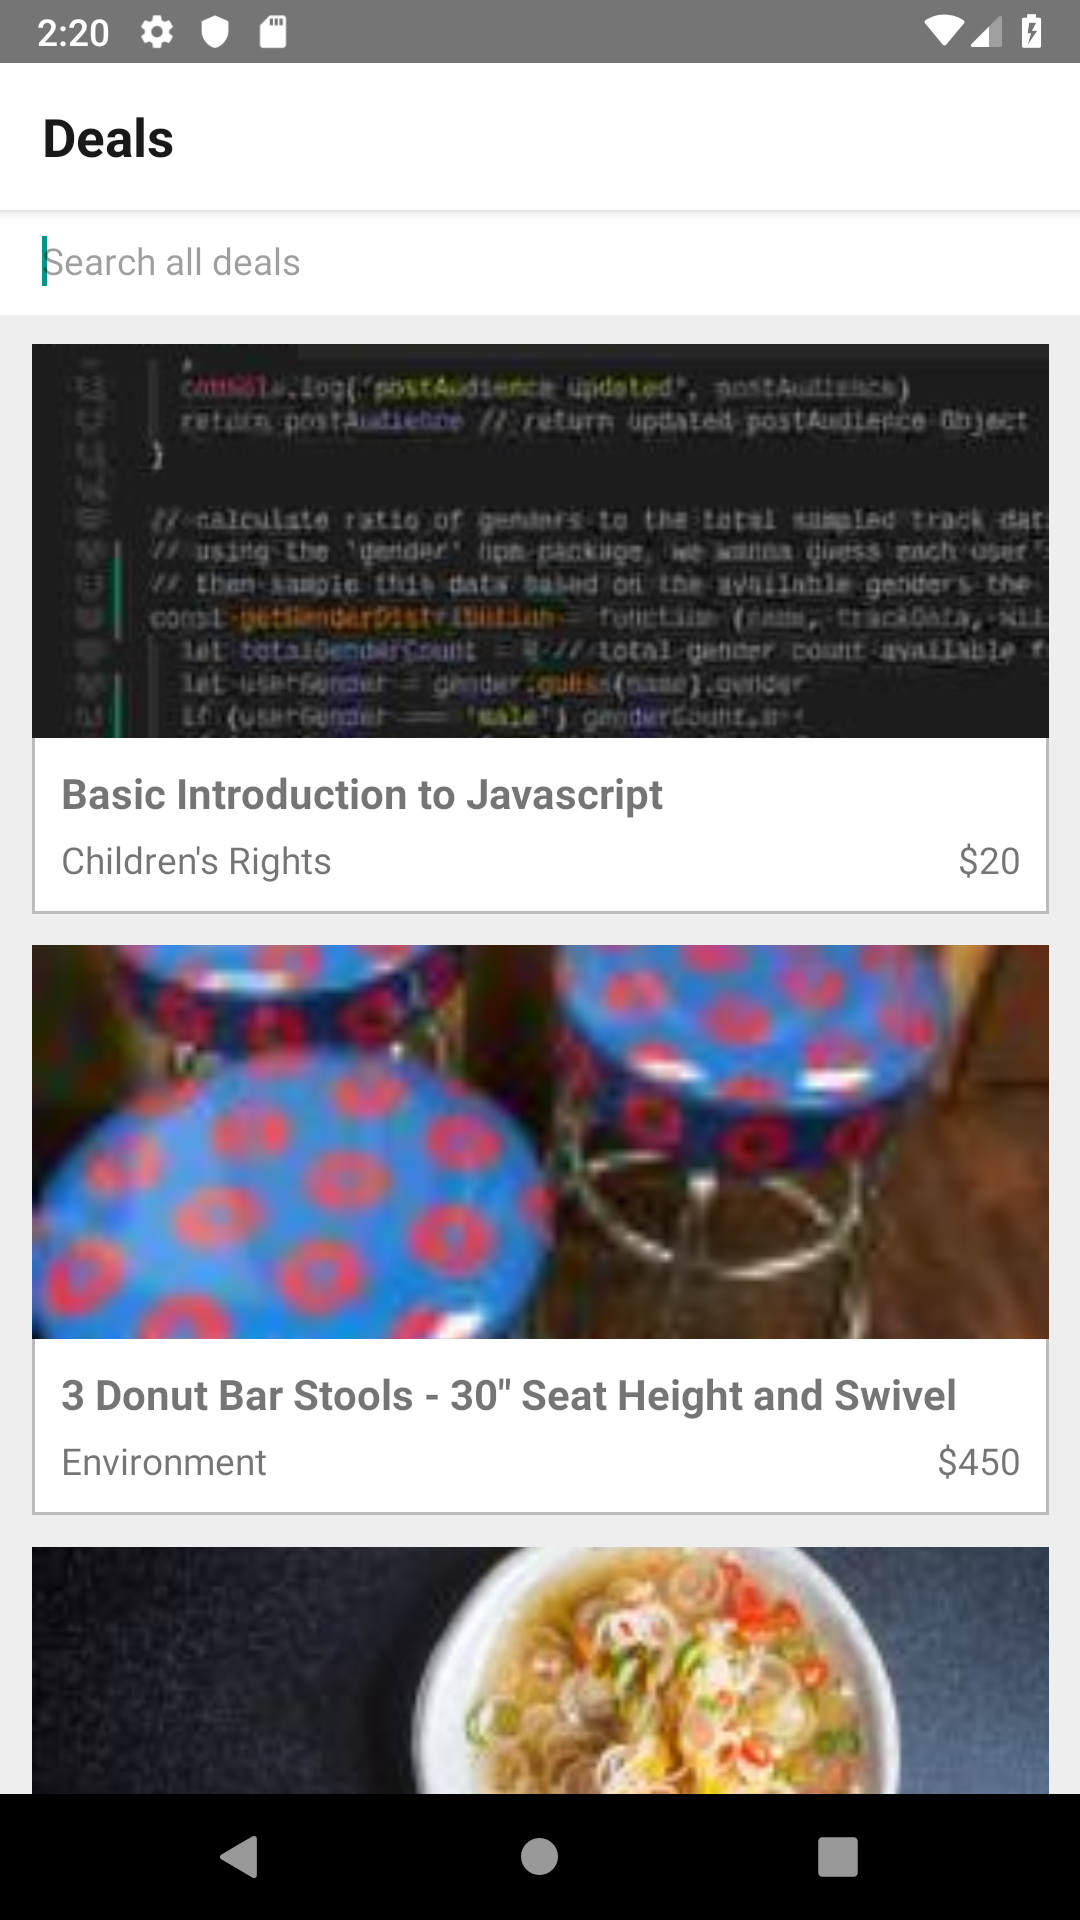 2:20
Deals
Search all deals
console.log("postAudience updated", postAudience)
return postAudience // return updated postAudience Object
}
// calculate ratio of genders to the total sampled track
// using the 'gender' npm package, we wanna guess each user'
// then sample this data based on the available genders the
const getGenderDistribution = function (name, trackData,
let totalGenderCount = 0 // total gender count available
let userGender = gender.guess(name).gender
if (userGender === 'male') genderCount.m++
Basic Introduction to Javascript
Children's Rights
$20
3 Donut Bar Stools - 30" Seat Height and Swivel
Environment
$450